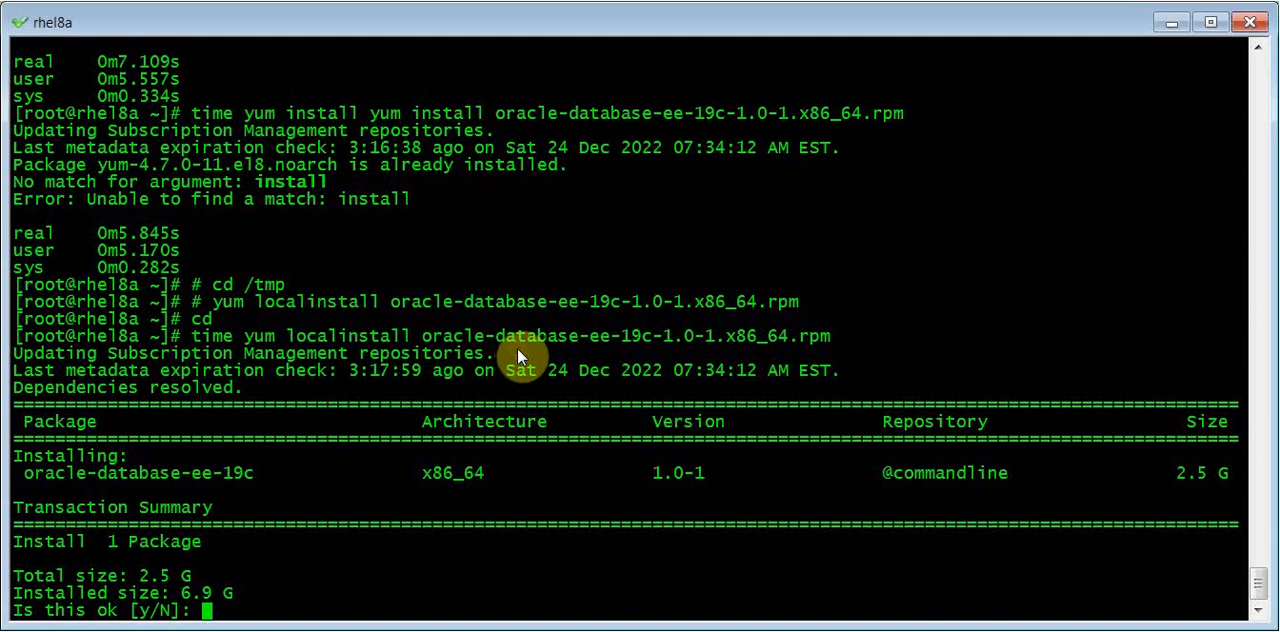 rhel8a
real    0m7.109s
user    0m5.557s
sys     0m0.334s
[root@rhel8a ~]# time yum install yum install oracle-database-ee-19c-1.0-1.x86_64.rpm
Updating Subscription Management repositories.
Last metadata expiration check: 3:16:38 ago on Sat 24 Dec 2022 07:34:12 AM EST.
Package yum-4.7.0-11.el8.noarch is already installed.
No match for argument: install
Error: Unable to find a match: install
real    0m5.845s
user    0m5.170s
sys     0m0.282s
[root@rhel8a ~]# # cd /tmp
[root@rhel8a ~]# # yum localinstall oracle-database-ee-19c-1.0-1.x86_64.rpm
[root@rhel8a ~]# cd
[root@rhel8a ~]# time yum localinstall oracle-database-ee-19c-1.0-1.x86_64.rpm
Updating Subscription Management repositories.
Last metadata expiration check: 3:17:59 ago on Sat 24 Dec 2022 07:34:12 AM EST.
Dependencies resolved.
================================================================================
Package    Architecture    Version    Repository    Size
================================================================================
Installing:
oracle-database-ee-19c    x86_64    1.0-1    @commandline    2.5 G
Transaction Summary
================================================================================
Install  1 Package
Total size: 2.5 G
Installed size: 6.9 G
Is this ok [y/N]: